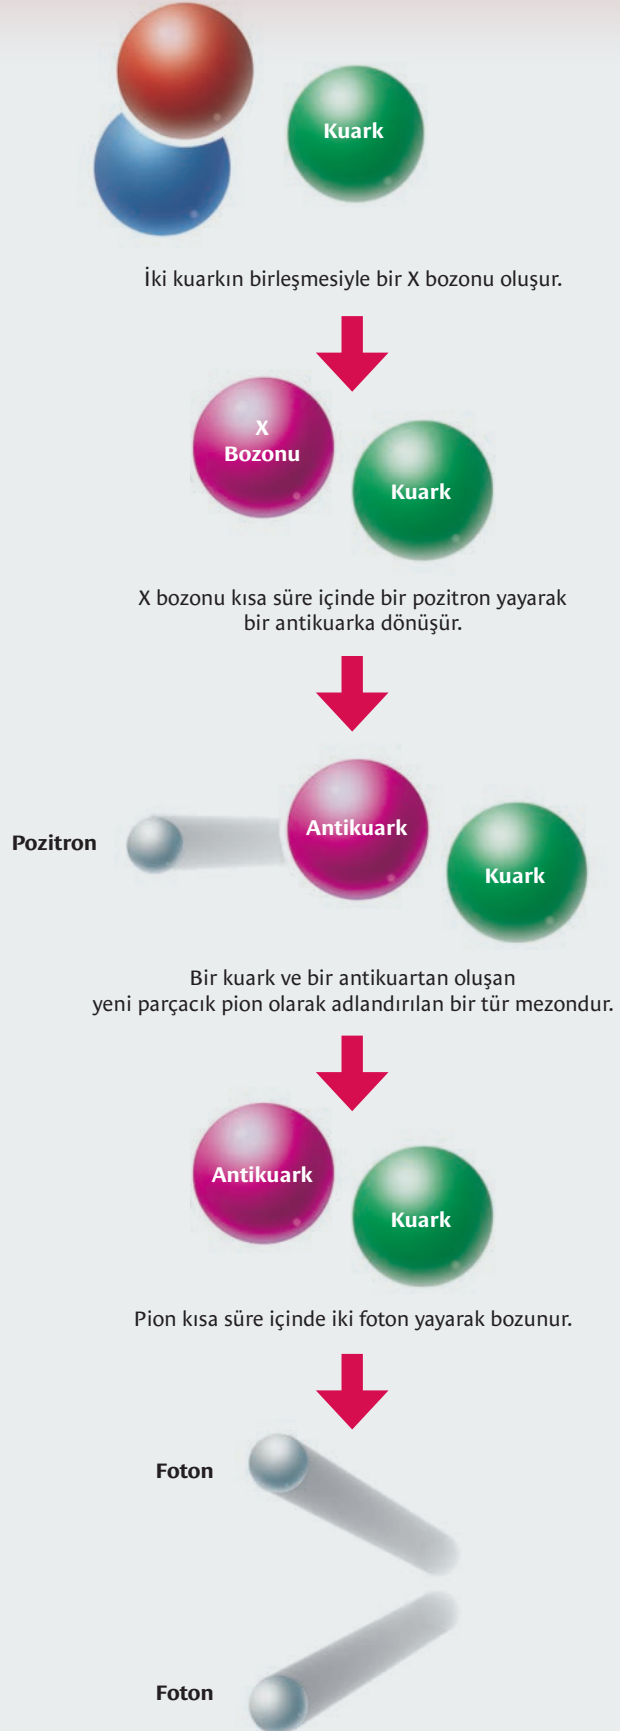 Kuark
İki kuarkın birleşmesiyle bir X bozonu oluşur.
X
Bozonu
Kuark
X bozonu kısa süre içinde bir pozitron yayarak
bir antikuarka dönüşür.
Pozitron
Antikuark
Kuark
Bir kuark ve bir antikuartan oluşan
yeni parçacık pion olarak adlandırılan bir tür mezondur.
Antikuark
Kuark
Pion kısa süre içinde iki foton yayarak bozunur.
Foton
Foton